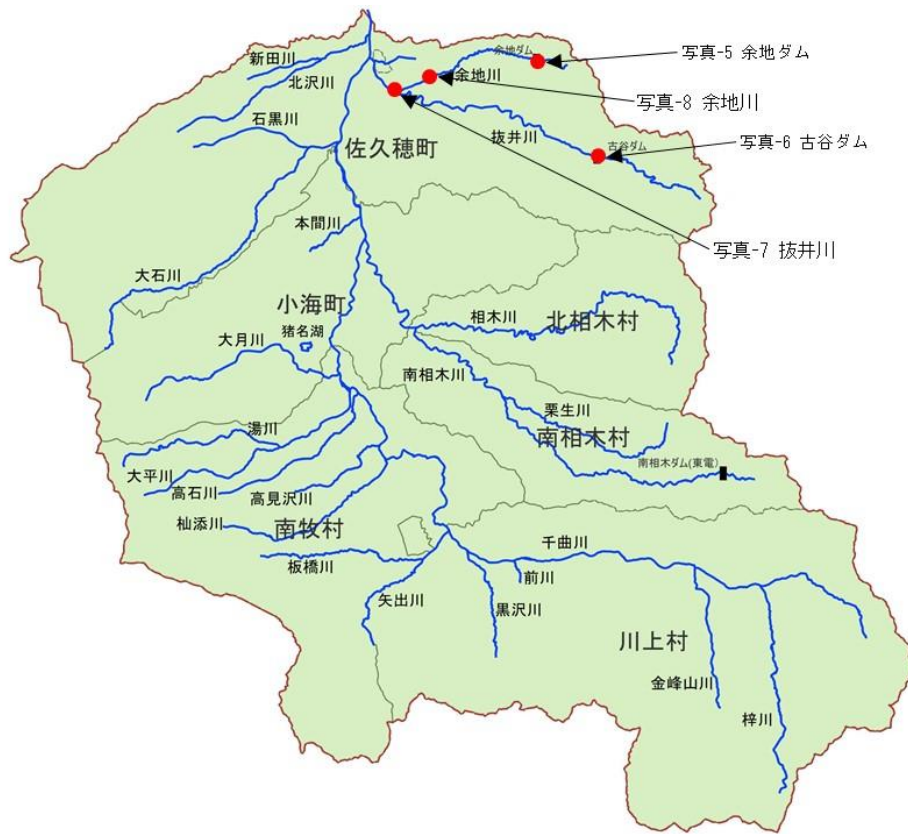 新田川
余地ダム
写真-5 余地ダム
北沢川
余地川
写真-8 余地川
石黒川
抜井川
古谷ダム
写真-6 古谷ダム
佐久穂町
本間川
写真-7 抜井川
大石川
小海町
相木川
北相木村
大月川
猪名湖
南相木川
栗生川
湯川
南相木村
南相木ダム(東電)
大平川
高石川
高見沢川
杣添川
南牧村
千曲川
板橋川
前川
矢出川
黒沢川
川上村
金峰山川
梓川